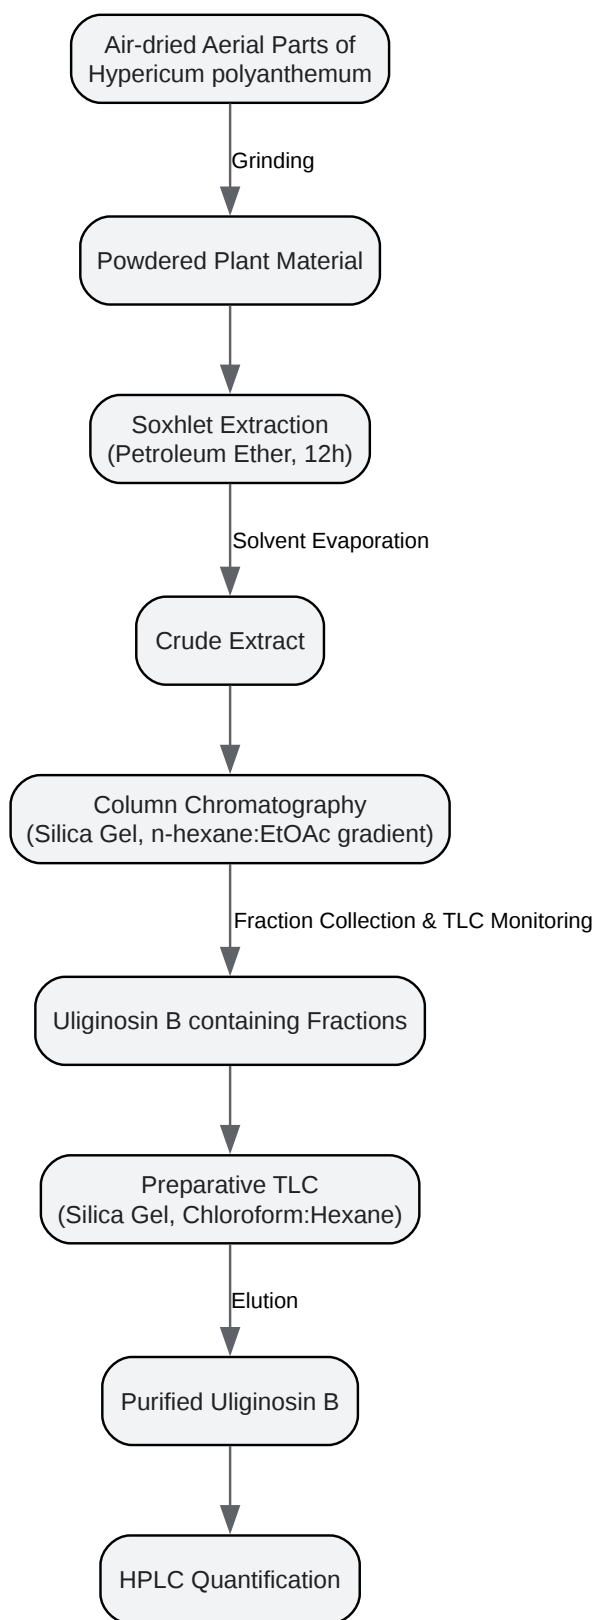 Air-dried Aerial Parts of
Hypericum polyanthemum
Grinding
Powdered Plant Material
Soxhlet Extraction
(Petroleum Ether, 12h)
Solvent Evaporation
Crude Extract
Column Chromatography
(Silica Gel, n-hexane:EtOAc gradient)
Fraction Collection & TLC Monitoring
Uliginosin B containing Fractions
Preparative TLC
(Silica Gel, Chloroform:Hexane)
Elution
Purified Uliginosin B
HPLC Quantification